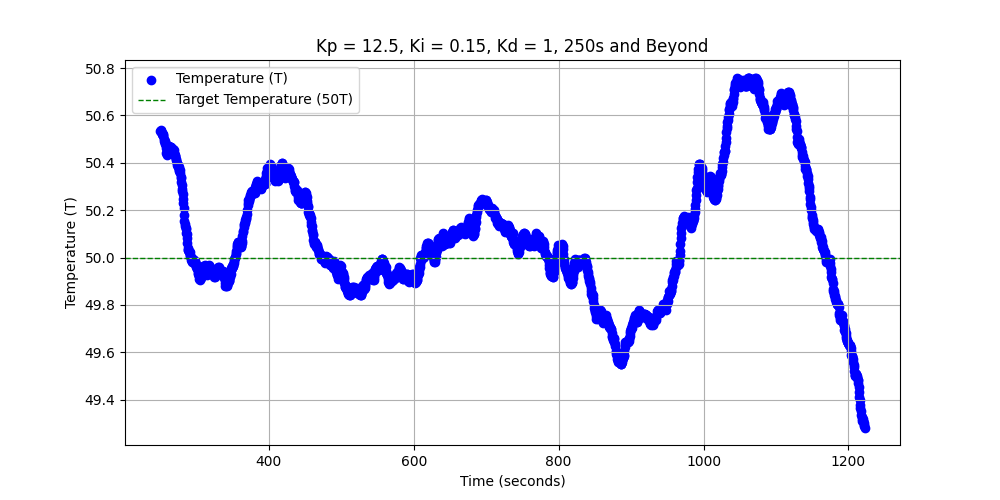 Kp = 12.5, Ki = 0.15, Kd = 1, 250s and Beyond
Temperature (T)
Target Temperature (50T)
Temperature (T)
50.8
50.6
50.4
50.2
50.0
49.8
49.6
49.4
400
600
800
1000
1200
Time (seconds)